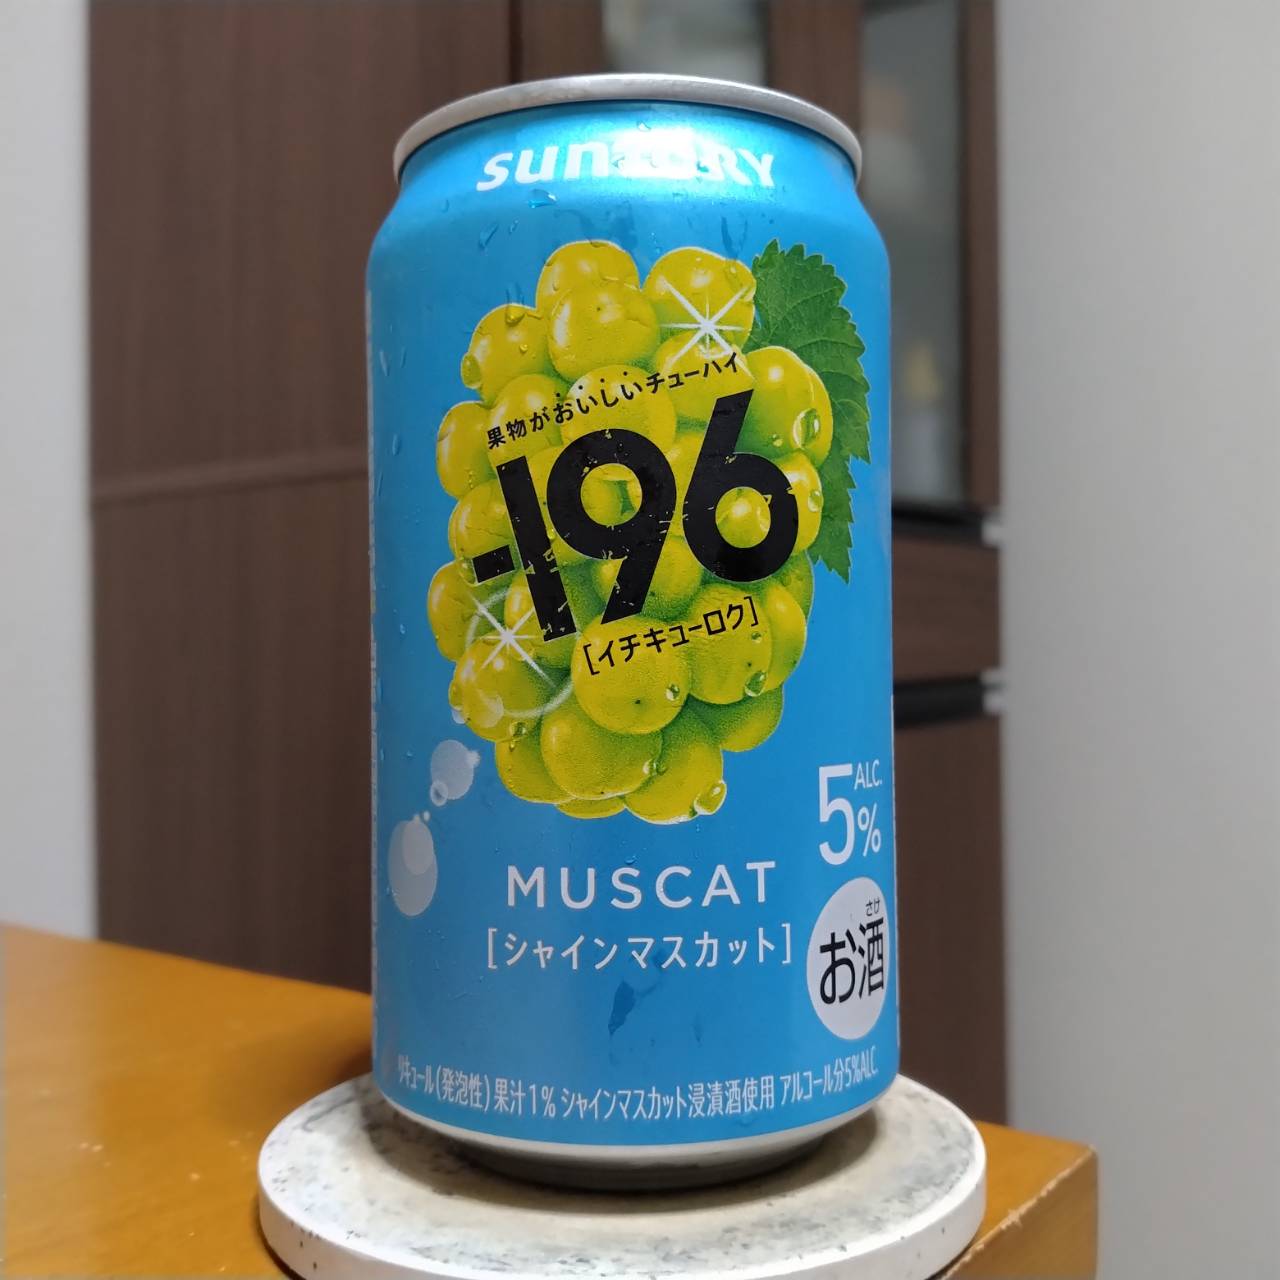 SUNTORY
果物がおいしいチューハイ
-196
[イチキューロク]
5% ALC.
MUSCAT
[シャインマスカット]
さけ
お酒
リキュール(発泡性)果汁1% シャインマスカット浸漬酒使用 アルコール分5%ALC.